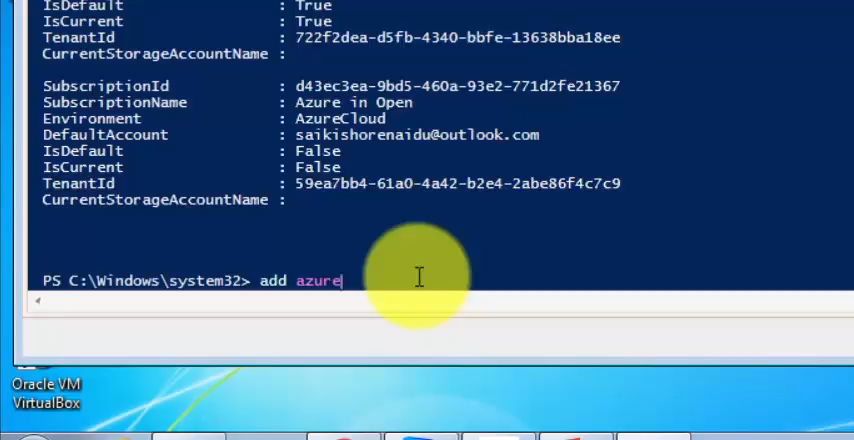 IsDefault : True
IsCurrent : True
TenantId : 722f2dea-d5fb-4340-bbfe-13638bba18ee
CurrentStorageAccountName :
SubscriptionId : d43ec3ea-9bd5-460a-93e2-771d2fe21367
SubscriptionName : Azure in Open
Environment : AzureCloud
DefaultAccount : saikishorenaidu@outlook.com
IsDefault : False
IsCurrent : False
TenantId : 59ea7bb4-61a0-4a42-b2e4-2abe86f4c7c9
CurrentStorageAccountName :
PS C:\Windows\system32> add azure
Oracle VM
VirtualBox